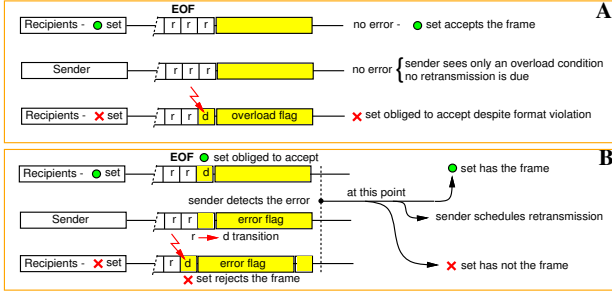 A
EOF
Recipients - set r r r no error - set accepts the frame
Sender r r r no error { sender sees only an overload condition
no retransmission is due
Recipients - set r r d overload flag set obliged to accept despite format violation
B
EOF set obliged to accept
Recipients - set r r d set has the frame
sender detects the error at this point
Sender r r error flag sender schedules retransmission
r d transition
Recipients - set r d error flag set has not the frame
set rejects the frame